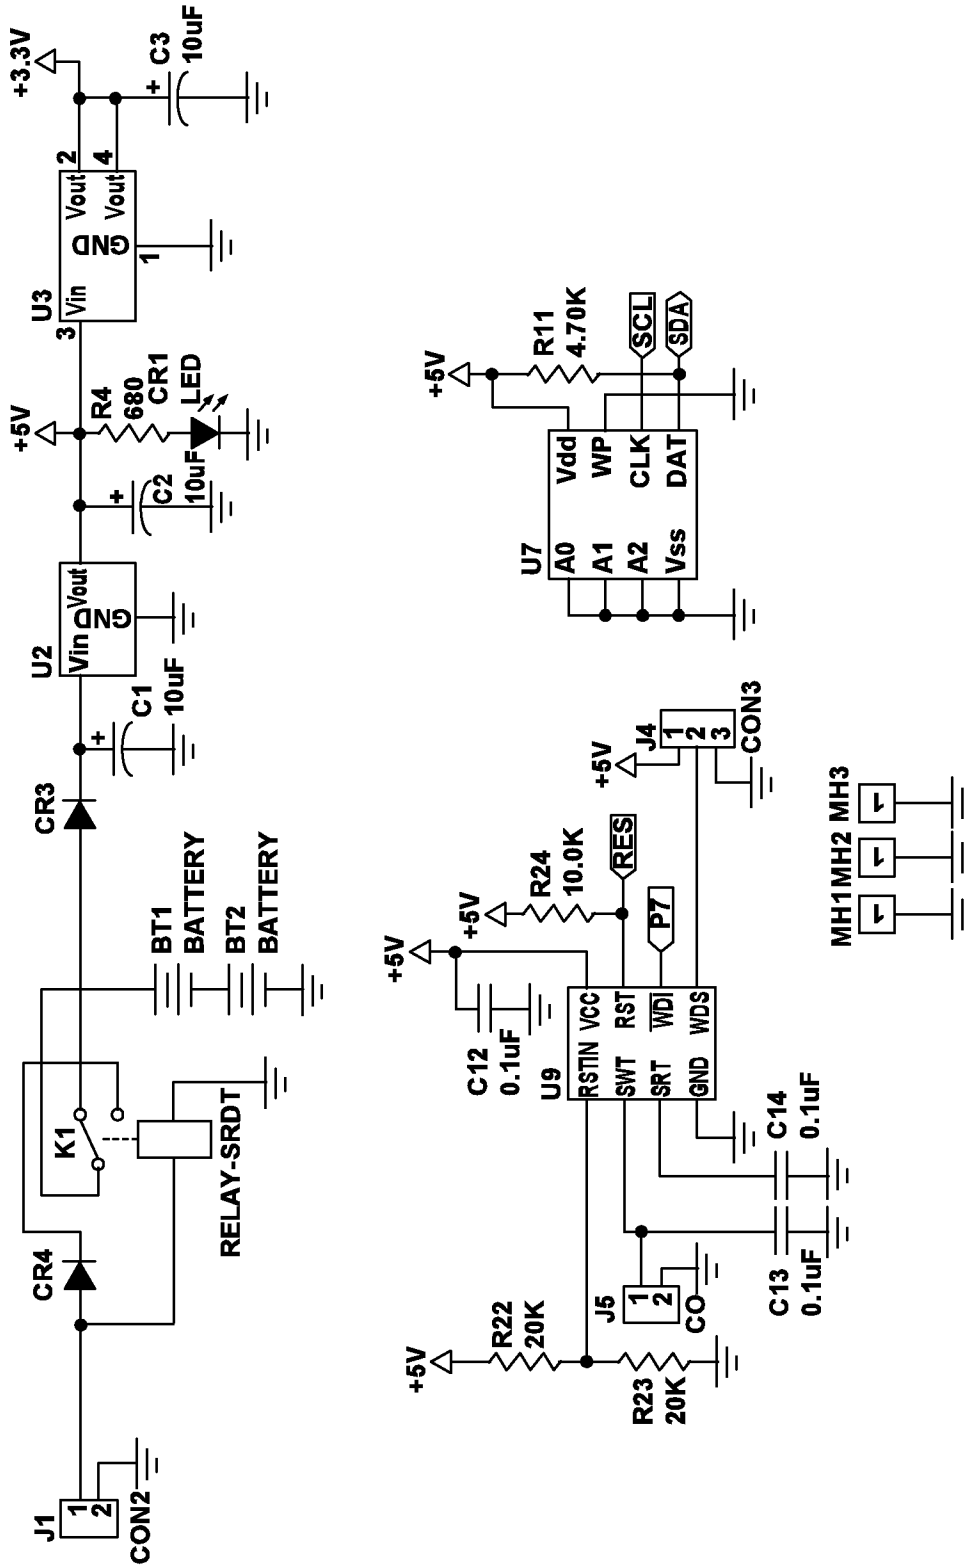 J1
1
2
CON2
CR4
K1
RELAY-SRDT
BT1
BATTERY
BT2
BATTERY
CR3
+
C1
10uF
U2
Vin
GND
Vout
+
C2
10uF
+5V
R4
680
CR1
LED
U3
3
Vin
GND
1
Vout
Vout
2
4
+3.3V
+
C3
10uF
+5V
R22
20K
R23
20K
J5
1
2
CO
C13
0.1uF
C14
0.1uF
U9
RSTIN
VCC
SWT
RST
SRT
WDI
GND
WDS
C12
0.1uF
+5V
+5V
R24
10.0K
RES
P7
+5V
J4
1
2
3
CON3
U7
A0
Vdd
A1
WP
A2
CLK
Vss
DAT
+5V
R11
4.70K
SCL
SDA
MH1
MH2
MH3
1
1
1